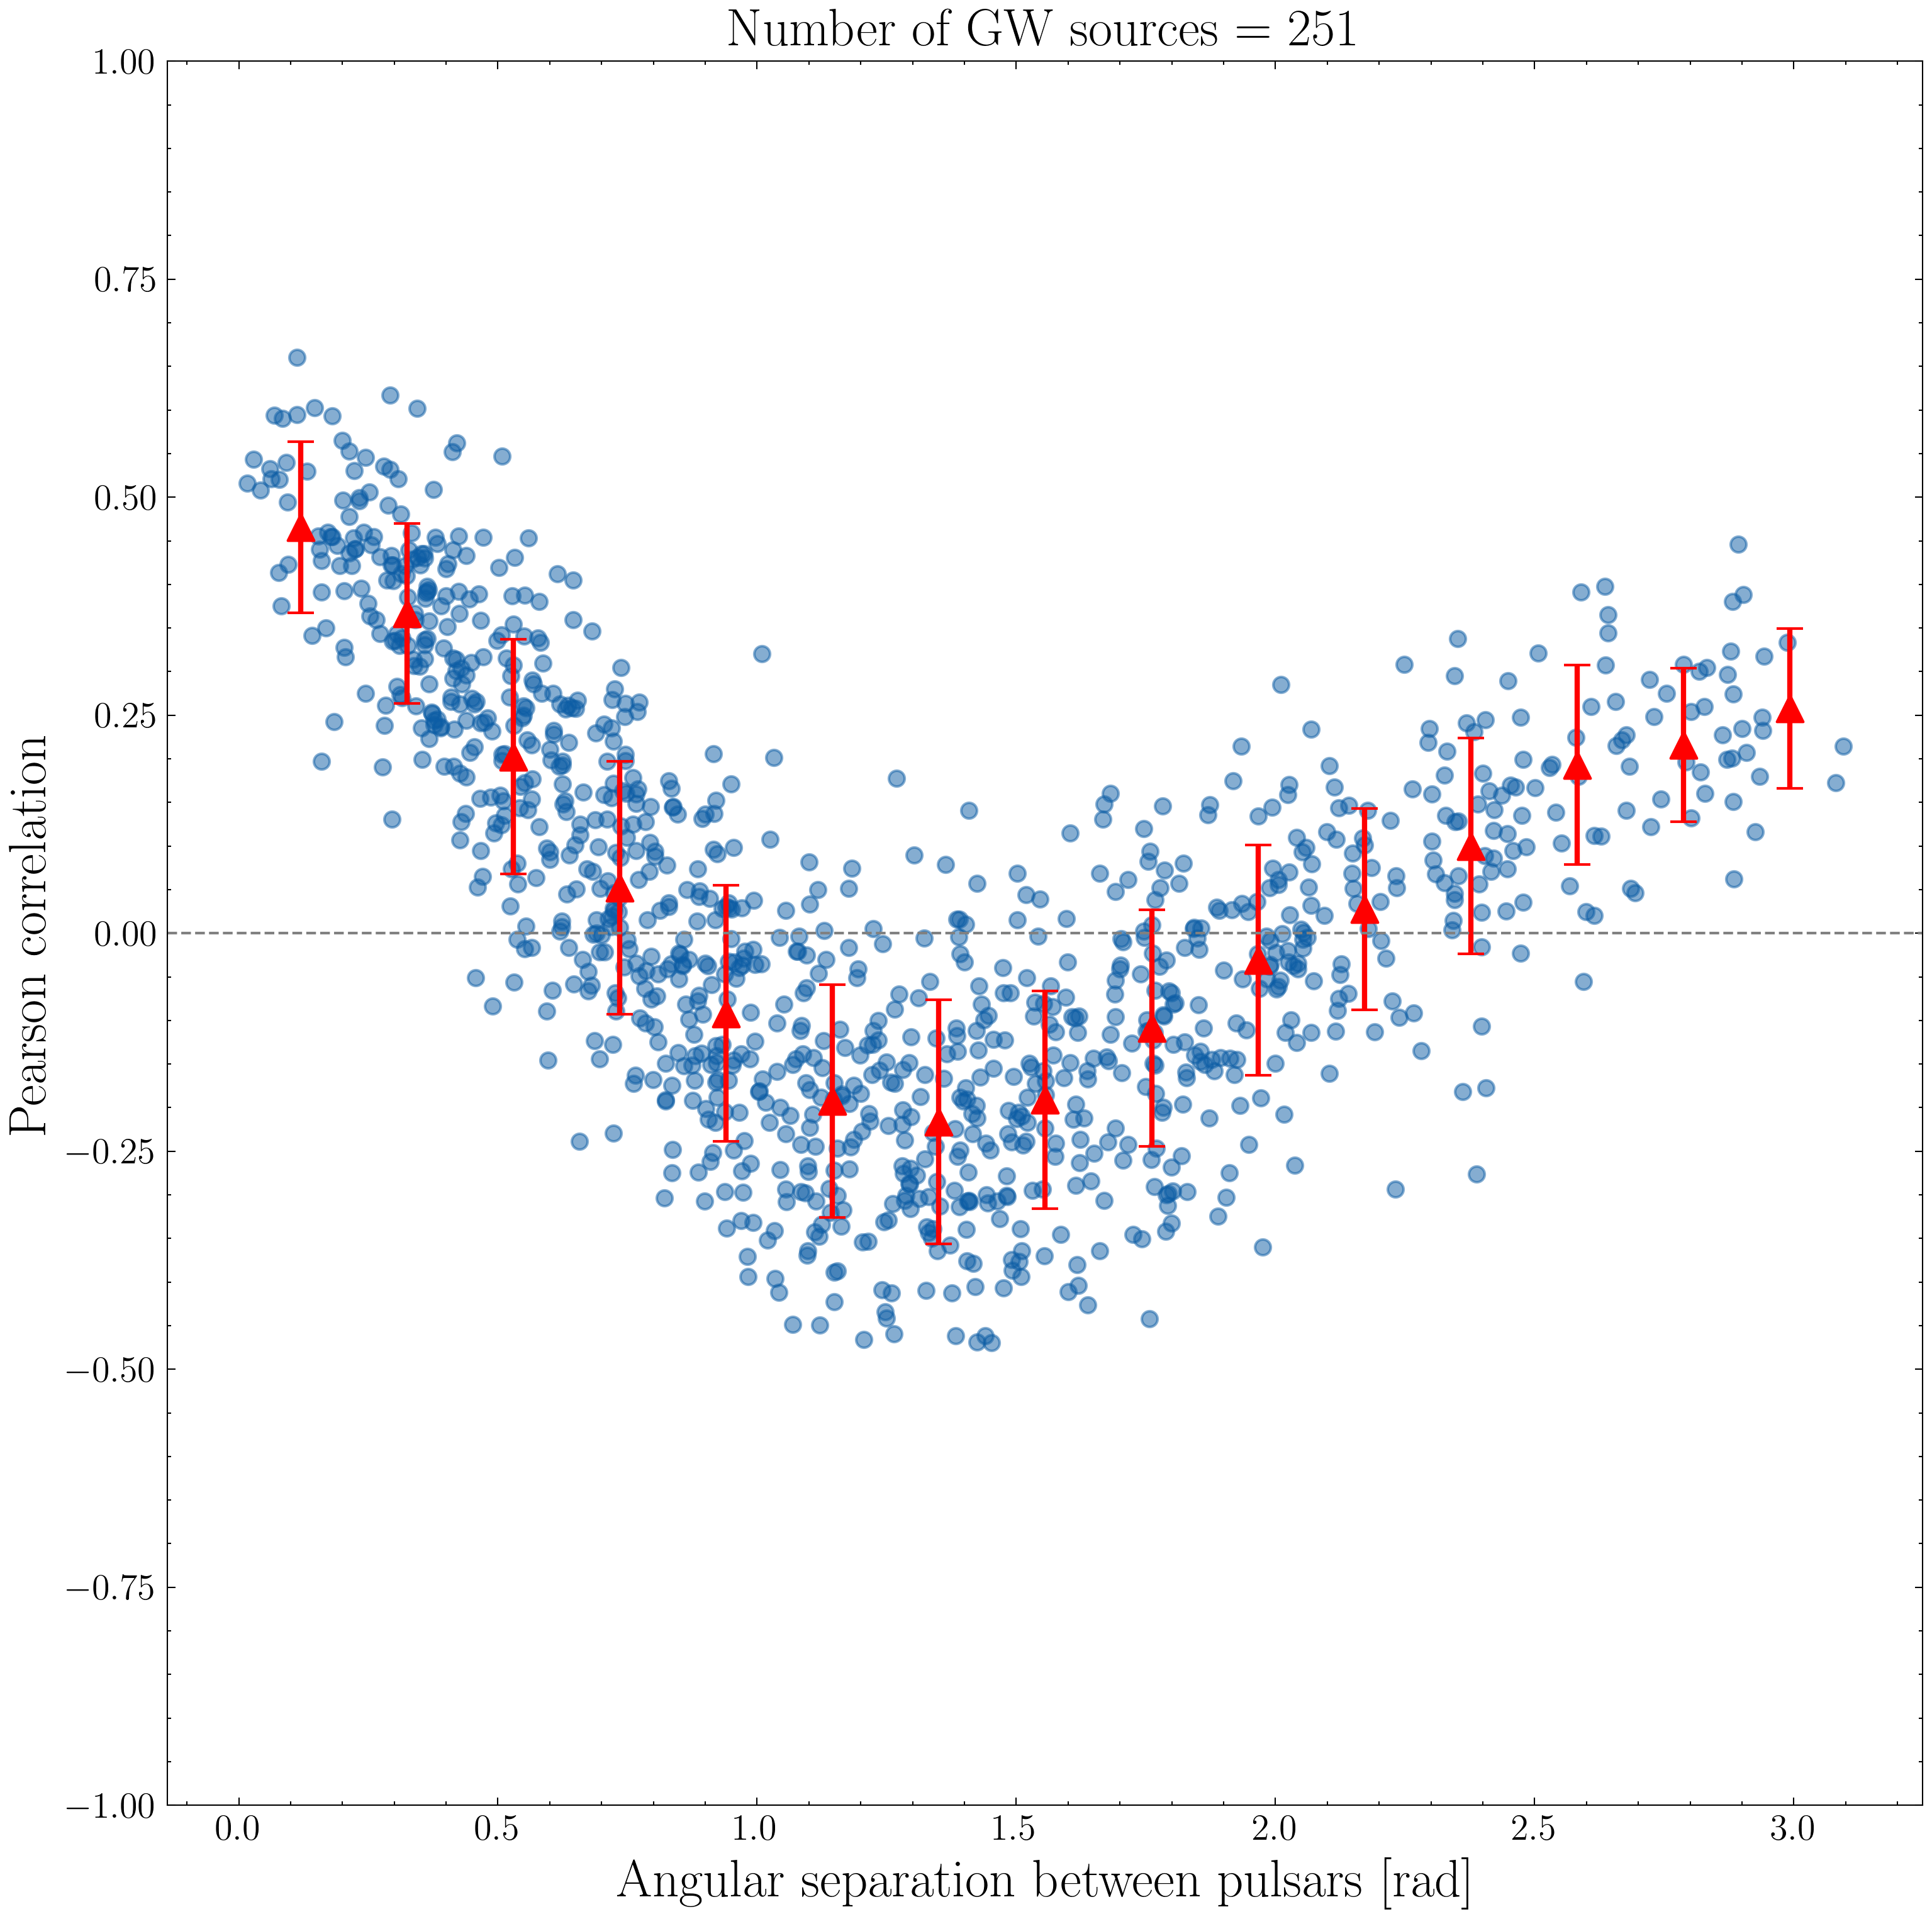 Number of GW sources = 251
1.00
0.75
0.50
0.25
0.00
−0.25
−0.50
−0.75
−1.00
Pearson correlation
0.0 0.5 1.0 1.5 2.0 2.5 3.0
Angular separation between pulsars [rad]